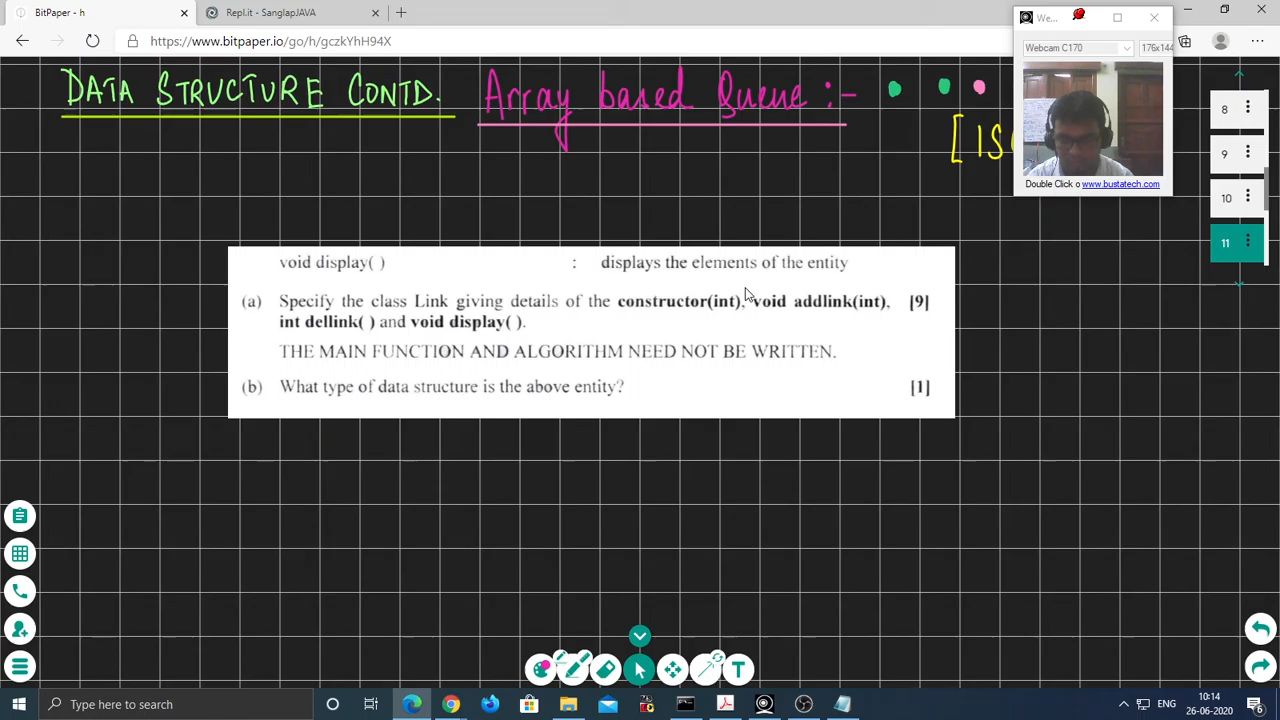 BitPaper - h
Repl.it - SanglapJAVA
https://www.bitpaper.io/go/h/gczkYhH94X
We...
Webcam C170
176x144
Double Click o www.bustatech.com
DATA STRUCTURE CONTD. Array based Queue :-
[ IS
8
9
10
11
void display( ) : displays the elements of the entity
(a) Specify the class Link giving details of the constructor(int), void addlink(int), [9]
int dellink( ) and void display( ).
THE MAIN FUNCTION AND ALGORITHM NEED NOT BE WRITTEN.
(b) What type of data structure is the above entity? [1]
T
Type here to search
ENG
10:14
26-06-2020
6